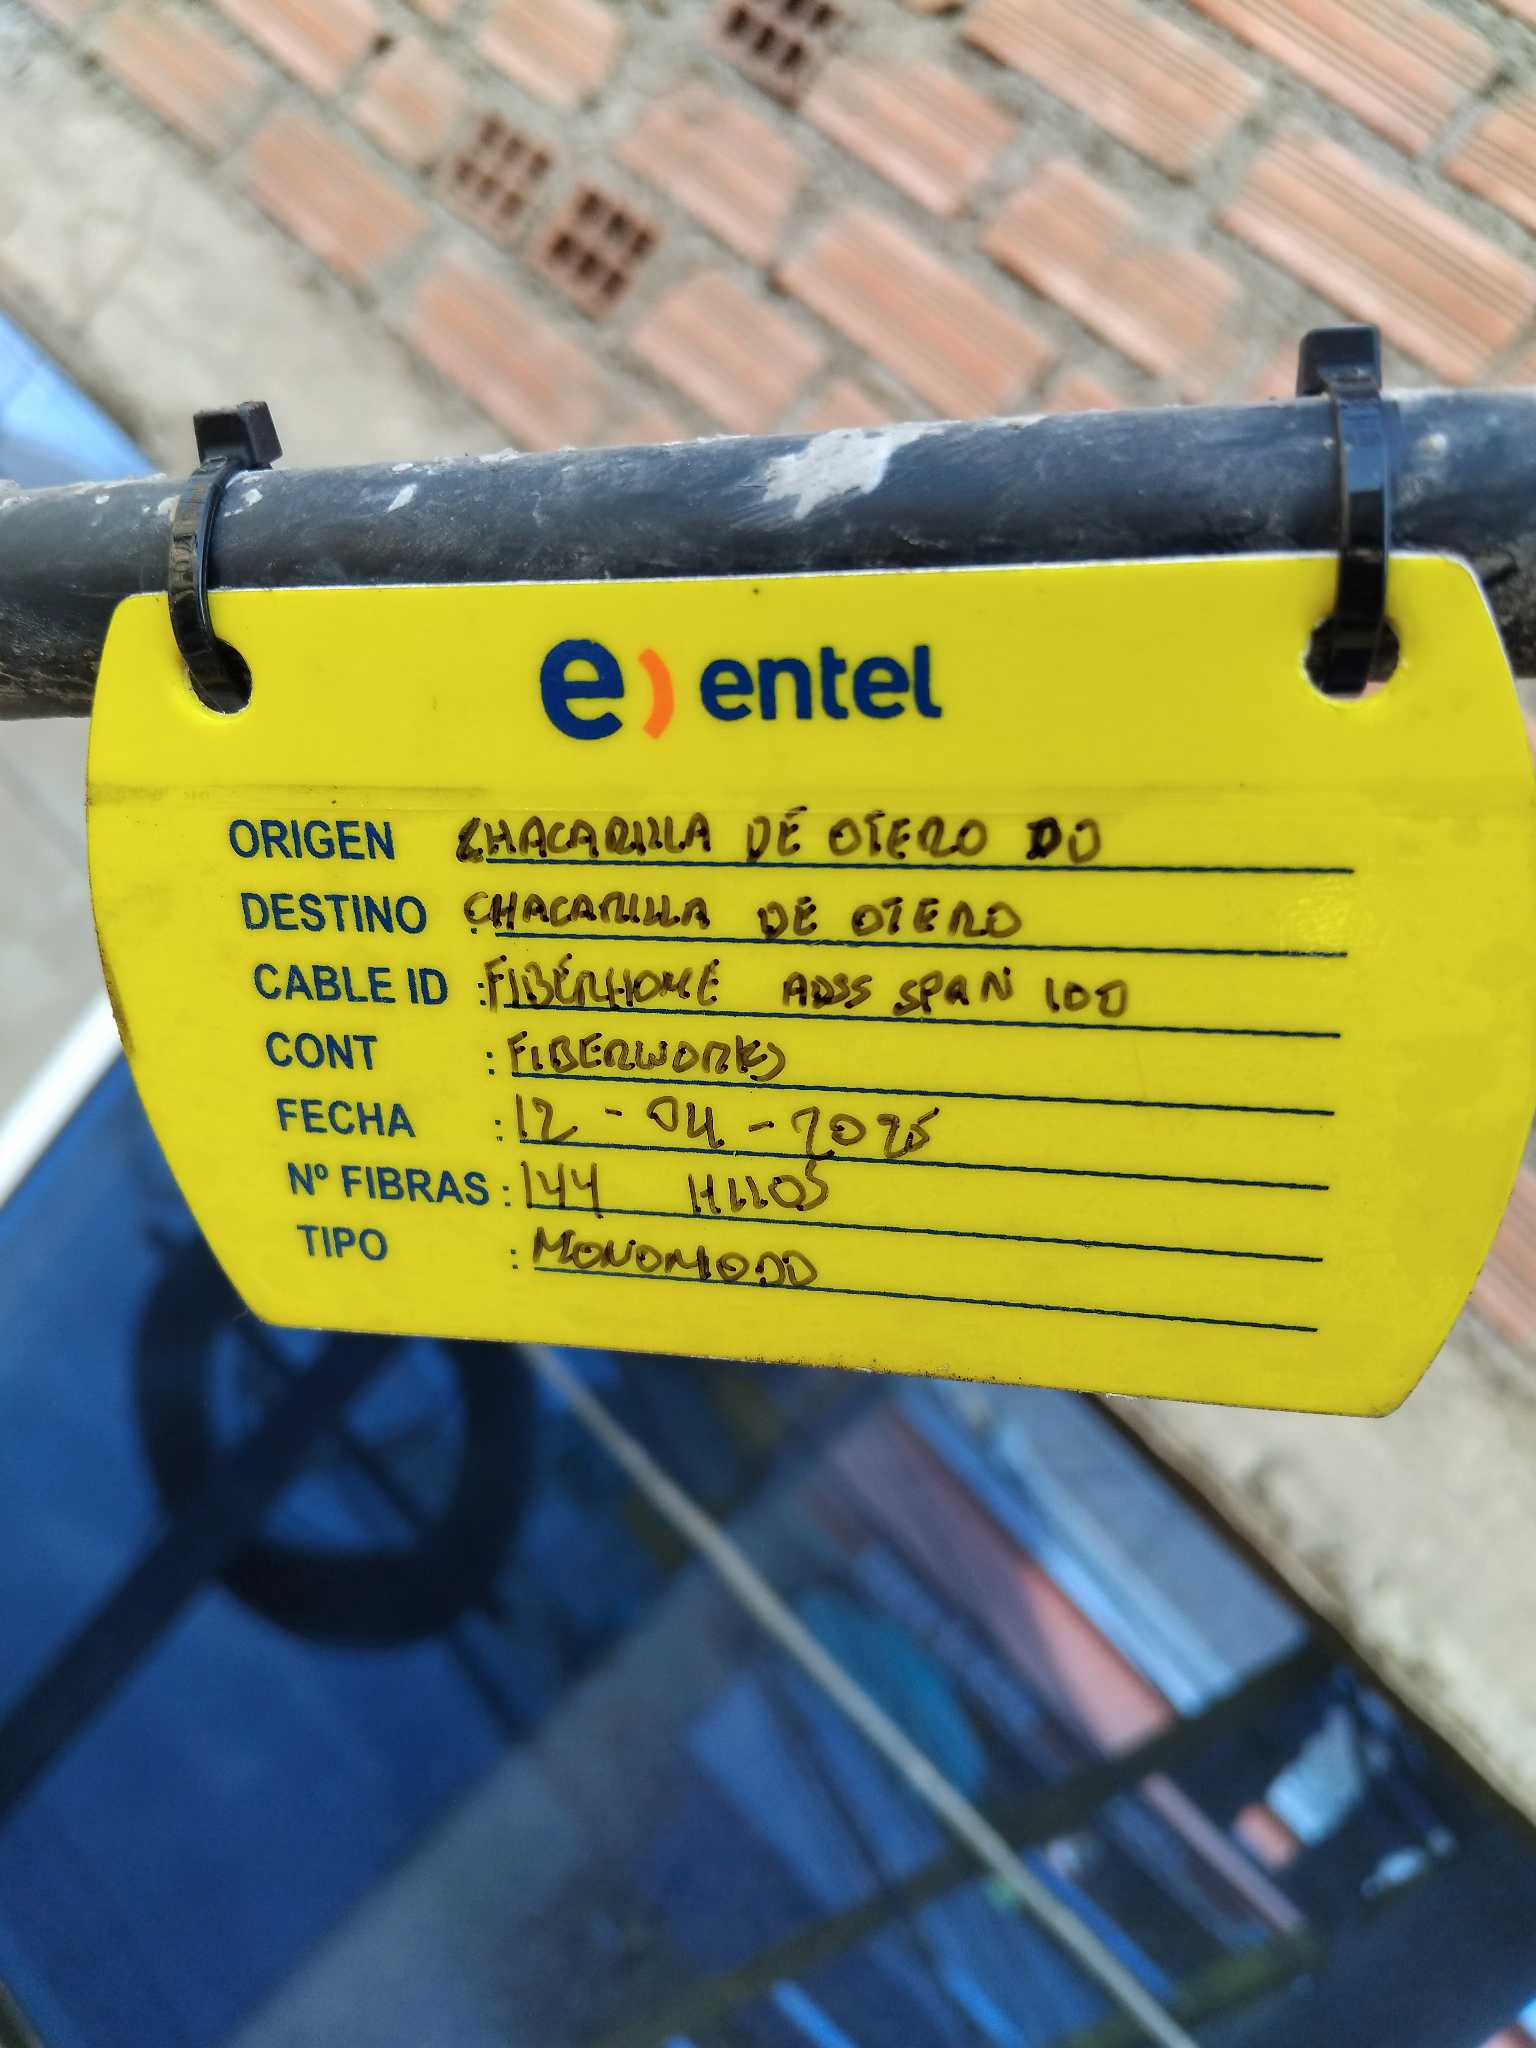 e) entel
ORIGEN CHACARILLA DE OTERO DO
DESTINO : CHACARILLA DE OTERO
CABLE ID : FIBERHOME ADSS SPAN 100
CONT : FIBERWORKS
FECHA : 12 - 04 - 2025
Nº FIBRAS : 144 HILOS
TIPO : MONOMODO